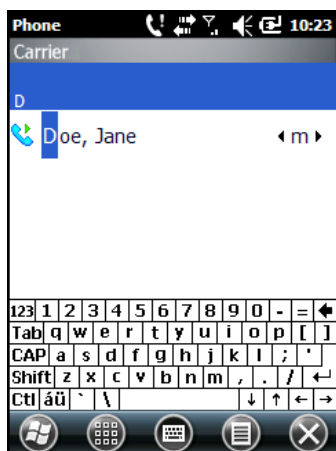 Phone 10:23
Carrier
D
Doe, Jane m
123 1 2 3 4 5 6 7 8 9 0 - =
Tab q w e r t y u i o p [ ]
CAP a s d f g h j k l ; '
Shift z x c v b n m , . /
Ctl áü ` \